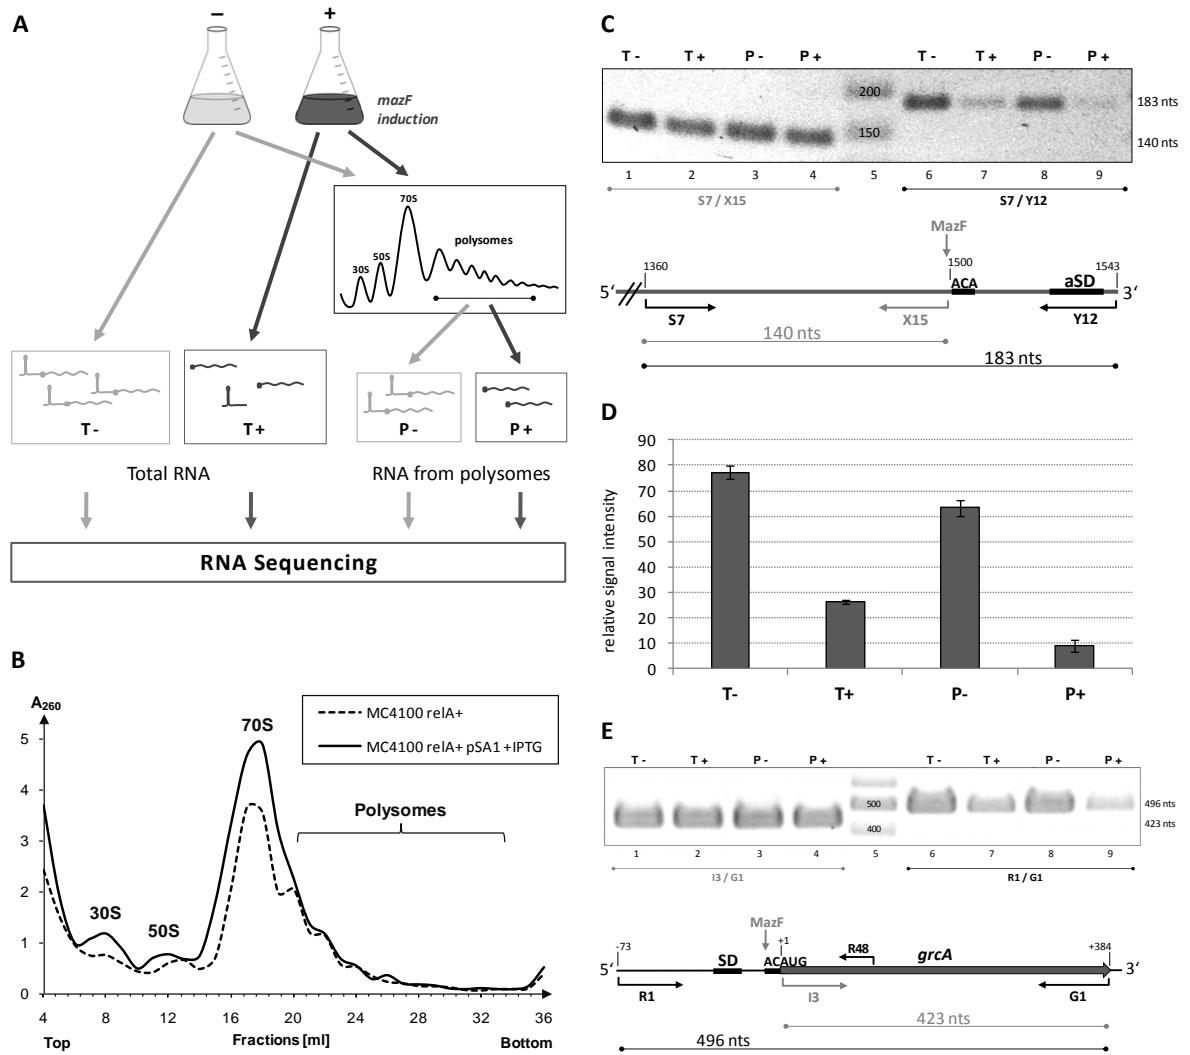 A
–
+
mazF
induction
30S
50S
70S
polysomes
T -
T +
P -
P +
Total RNA
RNA from polysomes
RNA Sequencing
B
A260
MC4100 relA+
MC4100 relA+ pSA1 +IPTG
70S
Polysomes
30S
50S
5
4
3
2
1
0
4
8
12
16
20
24
28
32
36
Top
Fractions [ml]
Bottom
C
T -
T +
P -
P +
T -
T +
P -
P +
200
150
183 nts
140 nts
1
2
3
4
5
6
7
8
9
S7 / X15
S7 / Y12
MazF
1360
1500
1543
ACA
aSD
5‘
3‘
S7
X15
Y12
140 nts
183 nts
D
relative signal intensity
90
80
70
60
50
40
30
20
10
0
T-
T+
P-
P+
E
T -
T +
P -
P +
T -
T +
P -
P +
500
400
496 nts
423 nts
1
2
3
4
5
6
7
8
9
I3 / G1
R1 / G1
MazF
-73
+1
+384
SD
ACAUG
R48
grcA
5‘
3‘
R1
I3
G1
423 nts
496 nts